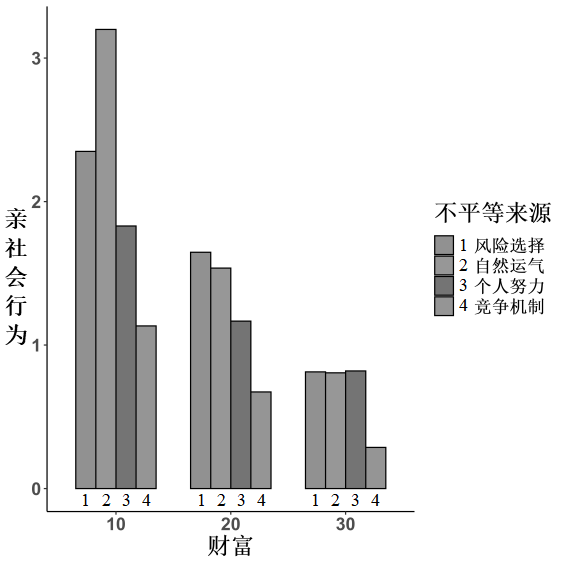 3
2
1
0
亲社会行为
1 2 3 4
1 2 3 4
1 2 3 4
10 20 30
财富
不平等来源
1 风险选择
2 自然运气
3 个人努力
4 竞争机制